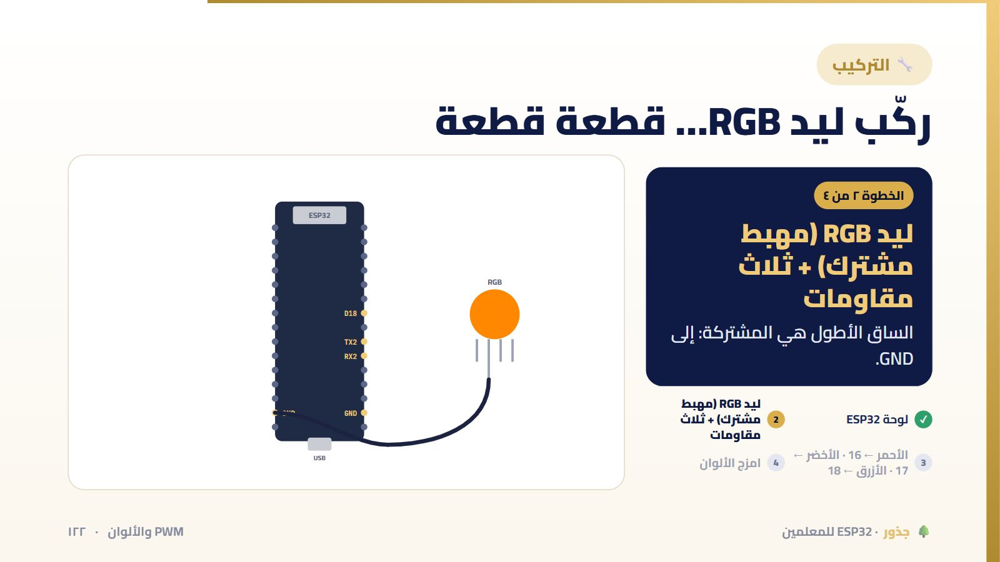 التركيب
ركّب ليد RGB... قطعة قطعة
الخطوة ٢ من ٤
ليد RGB (مهبط
مشترك) + ثلاث
مقاومات
الساق الأطول هي المشتركة: إلى
GND.
✓ لوحة ESP32
2 ليد RGB (مهبط
مشترك) + ثلاث
مقاومات
3 الأحمر ← 16 · الأخضر ←
17 · الأزرق ← 18
4 امزج الألوان
ESP32
RGB
D18
TX2
RX2
GND
GND
USB
جذور · ESP32 للمعلمين
PWM والألوان · ١٢٢